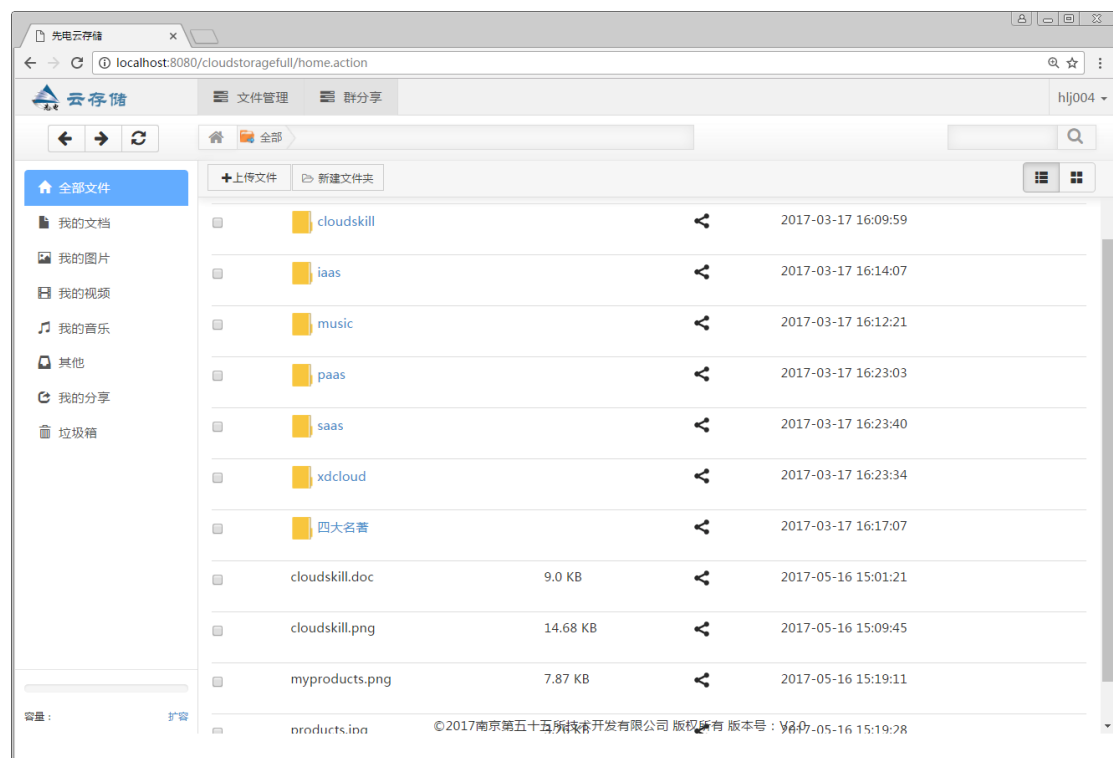 先电云存储
localhost:8080/cloudstoragefull/home.action
先电 云存储 文件管理 群分享 hlj004
全部
全部文件
我的文档
我的图片
我的视频
我的音乐
其他
我的分享
垃圾箱
容量： 扩容
上传文件 新建文件夹
cloudskill 2017-03-17 16:09:59
iaas 2017-03-17 16:14:07
music 2017-03-17 16:12:21
paas 2017-03-17 16:23:03
saas 2017-03-17 16:23:40
xdcloud 2017-03-17 16:23:34
四大名著 2017-03-17 16:17:07
cloudskill.doc 9.0 KB 2017-05-16 15:01:21
cloudskill.png 14.68 KB 2017-05-16 15:09:45
myproducts.png 7.87 KB 2017-05-16 15:19:11
products.jpg 2017-05-16 15:19:28
©2017南京第五十五所技术开发有限公司 版权所有 版本号：V2.0